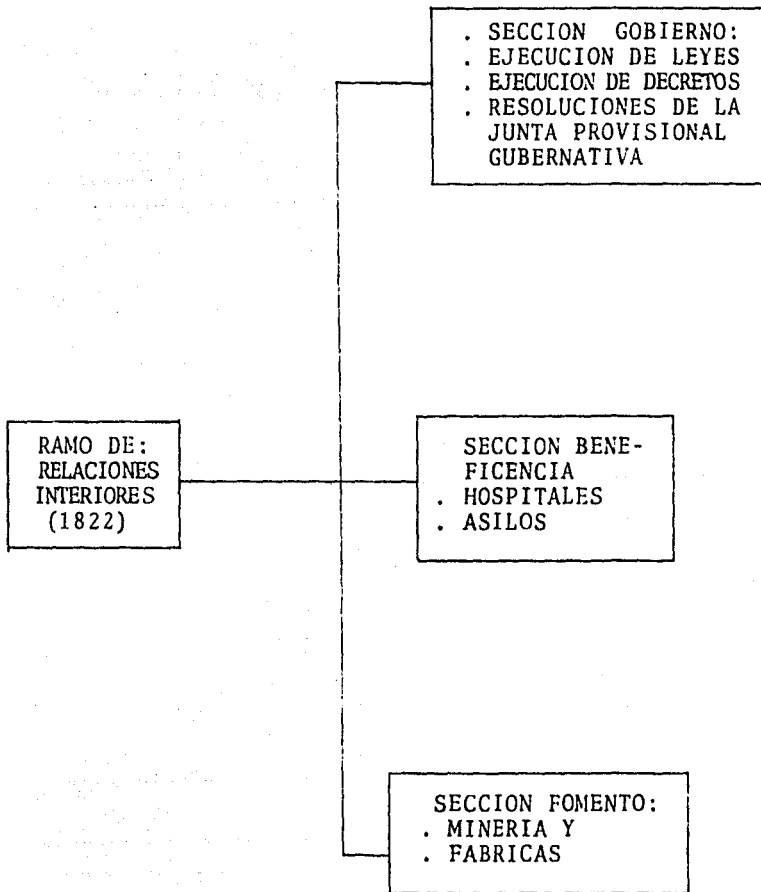 . SECCION GOBIERNO:
. EJECUCION DE LEYES
. EJECUCION DE DECRETOS
. RESOLUCIONES DE LA
JUNTA PROVISIONAL
GUBERNATIVA
RAMO DE:
RELACIONES
INTERIORES
(1822)
SECCION BENE-
FICENCIA
. HOSPITALES
. ASILOS
SECCION FOMENTO:
. MINERIA Y
. FABRICAS